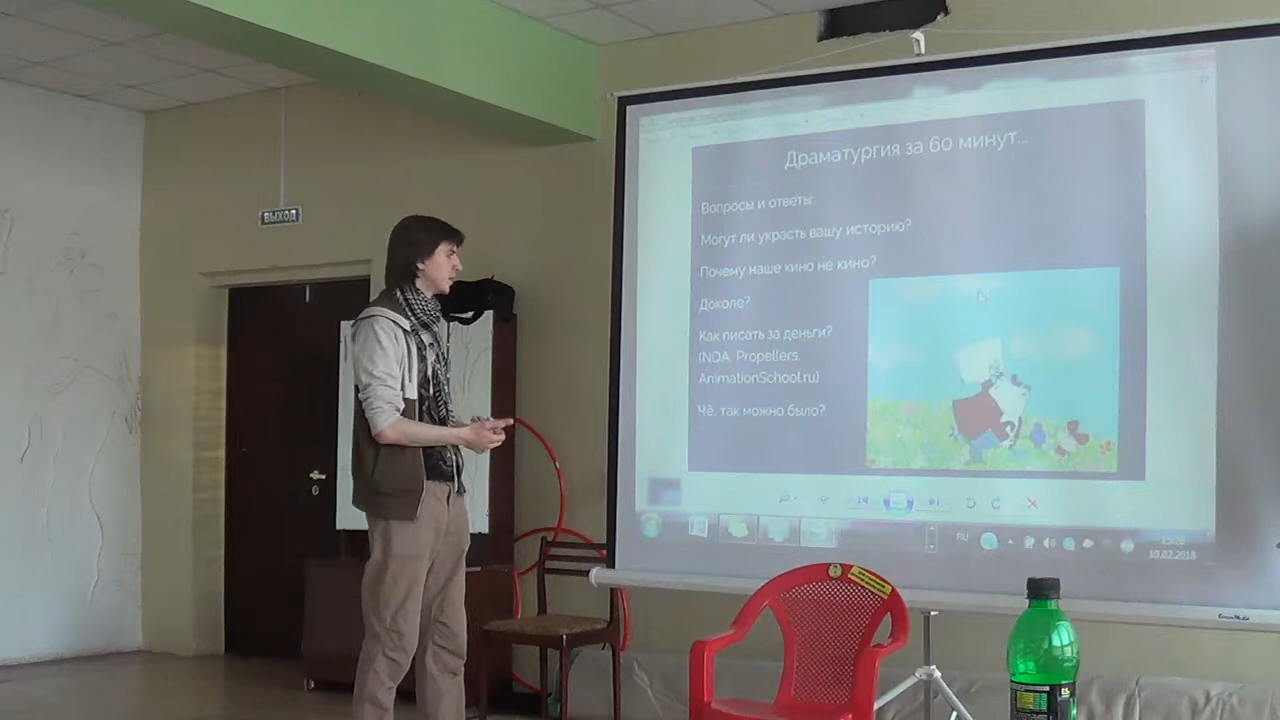 ВЫХОД
Драматургия за 60 минут...
Вопросы и ответы:
Могут ли украсть вашу историю?
Почему наше кино не кино?
Доколе?
Как писать за деньги?
(NDA, Propellers,
AnimationSchool.ru)
Чё, так можно было?
RU
10.02.2018